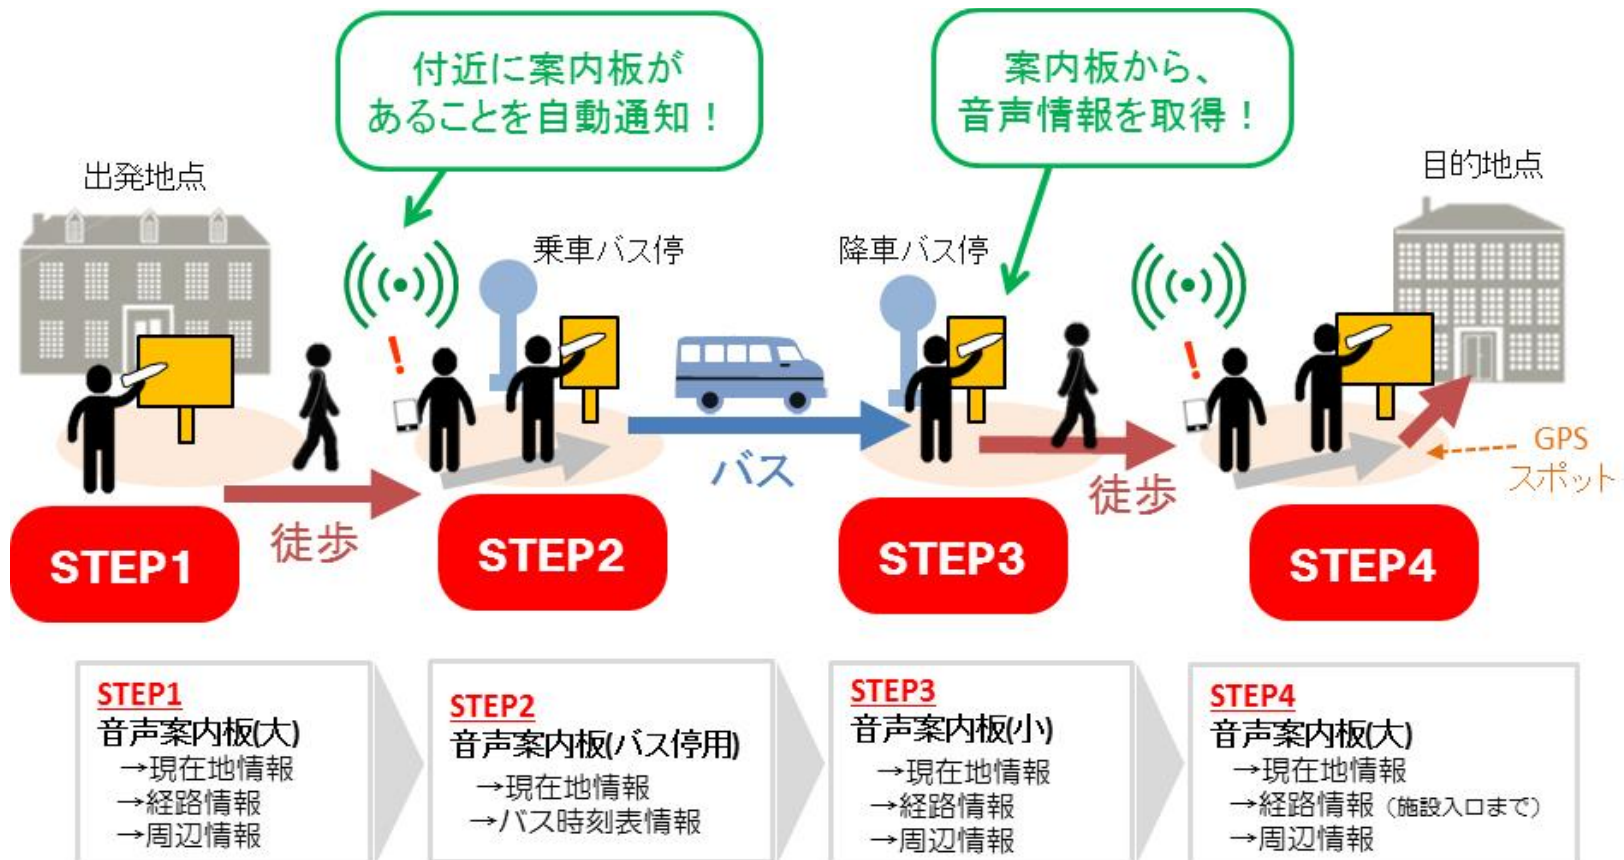 付近に案内板が
あることを自動通知！
案内板から、
音声情報を取得！
出発地点
目的地点
乗車バス停
降車バス停
!
!
バス
徒歩
徒歩
GPS
スポット
STEP1
STEP2
STEP3
STEP4
STEP1
音声案内板(大)
→現在地情報
→経路情報
→周辺情報
STEP2
音声案内板(バス停用)
→現在地情報
→バス時刻表情報
STEP3
音声案内板(小)
→現在地情報
→経路情報
→周辺情報
STEP4
音声案内板(大)
→現在地情報
→経路情報（施設入口まで）
→周辺情報